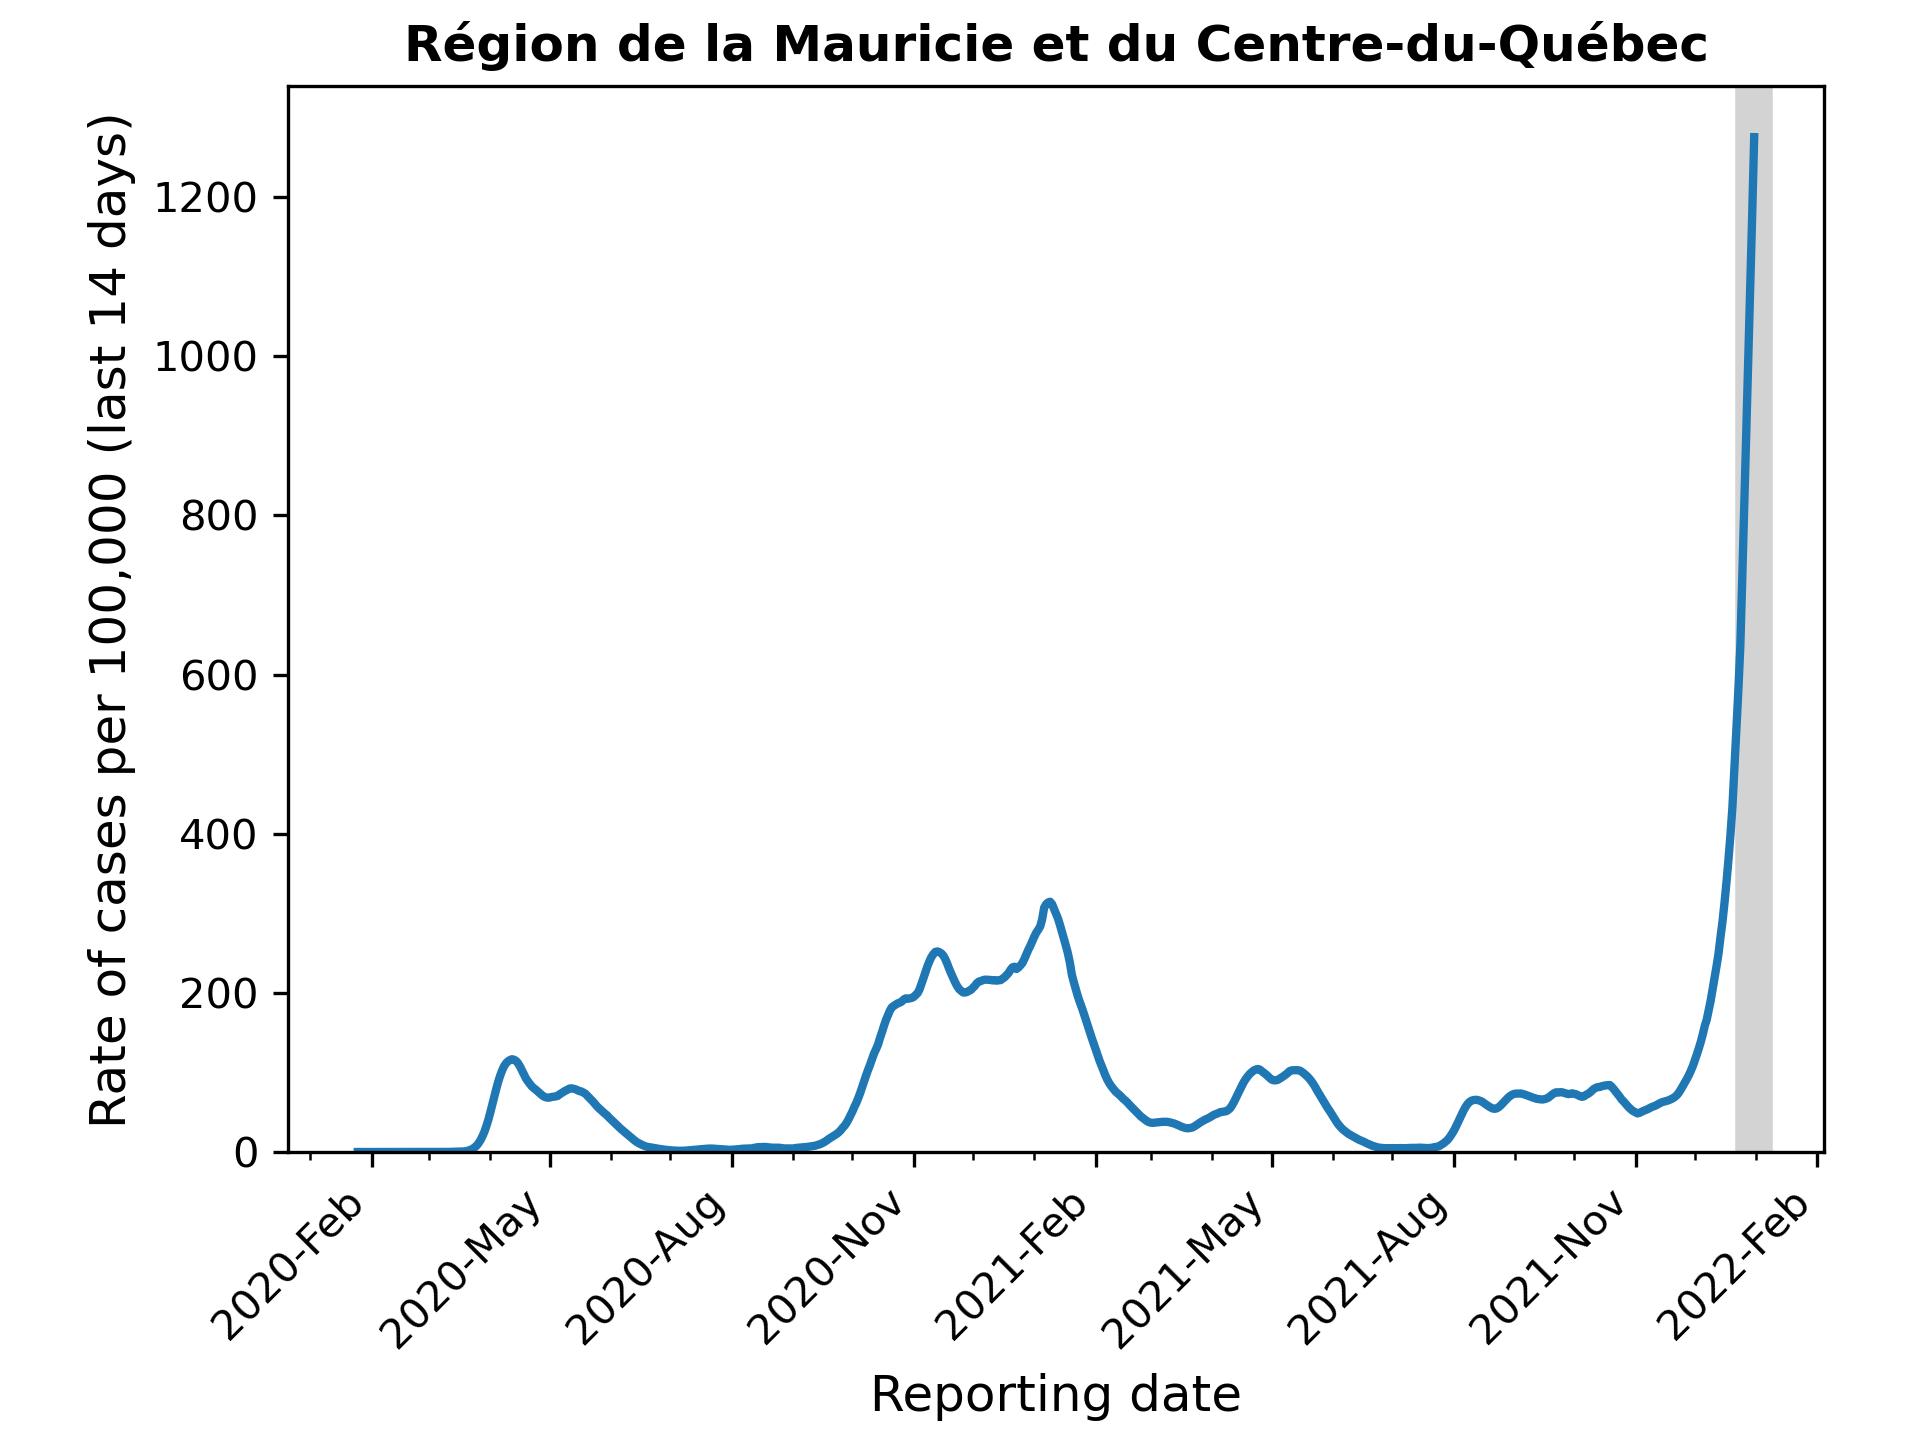 Région de la Mauricie et du Centre-du-Québec
Rate of cases per 100,000 (last 14 days)
1200
1000
800
600
400
200
0
2020-Feb
2020-May
2020-Aug
2020-Nov
2021-Feb
2021-May
2021-Aug
2021-Nov
2022-Feb
Reporting date